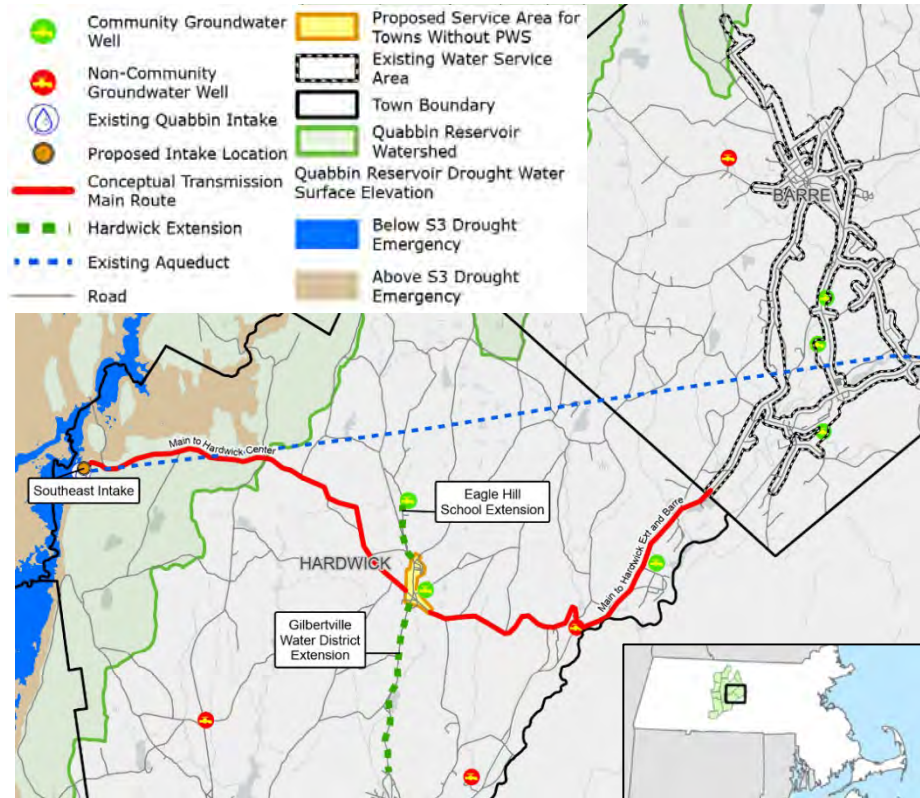 Community Groundwater
Well
Non-Community
Groundwater Well
Existing Quabbin Intake
Proposed Intake Location
Conceptual Transmission
Main Route
Hardwick Extension
Existing Aqueduct
Road
Proposed Service Area for
Towns Without PWS
Existing Water Service
Area
Town Boundary
Quabbin Reservoir
Watershed
Quabbin Reservoir Drought Water
Surface Elevation
Below S3 Drought
Emergency
Above S3 Drought
Emergency
BARRE
Main to Hardwick Center
Southeast Intake
Eagle Hill
School Extension
HARDWICK
Main to Hardwick Ext and Barre
Gilbertville
Water District
Extension